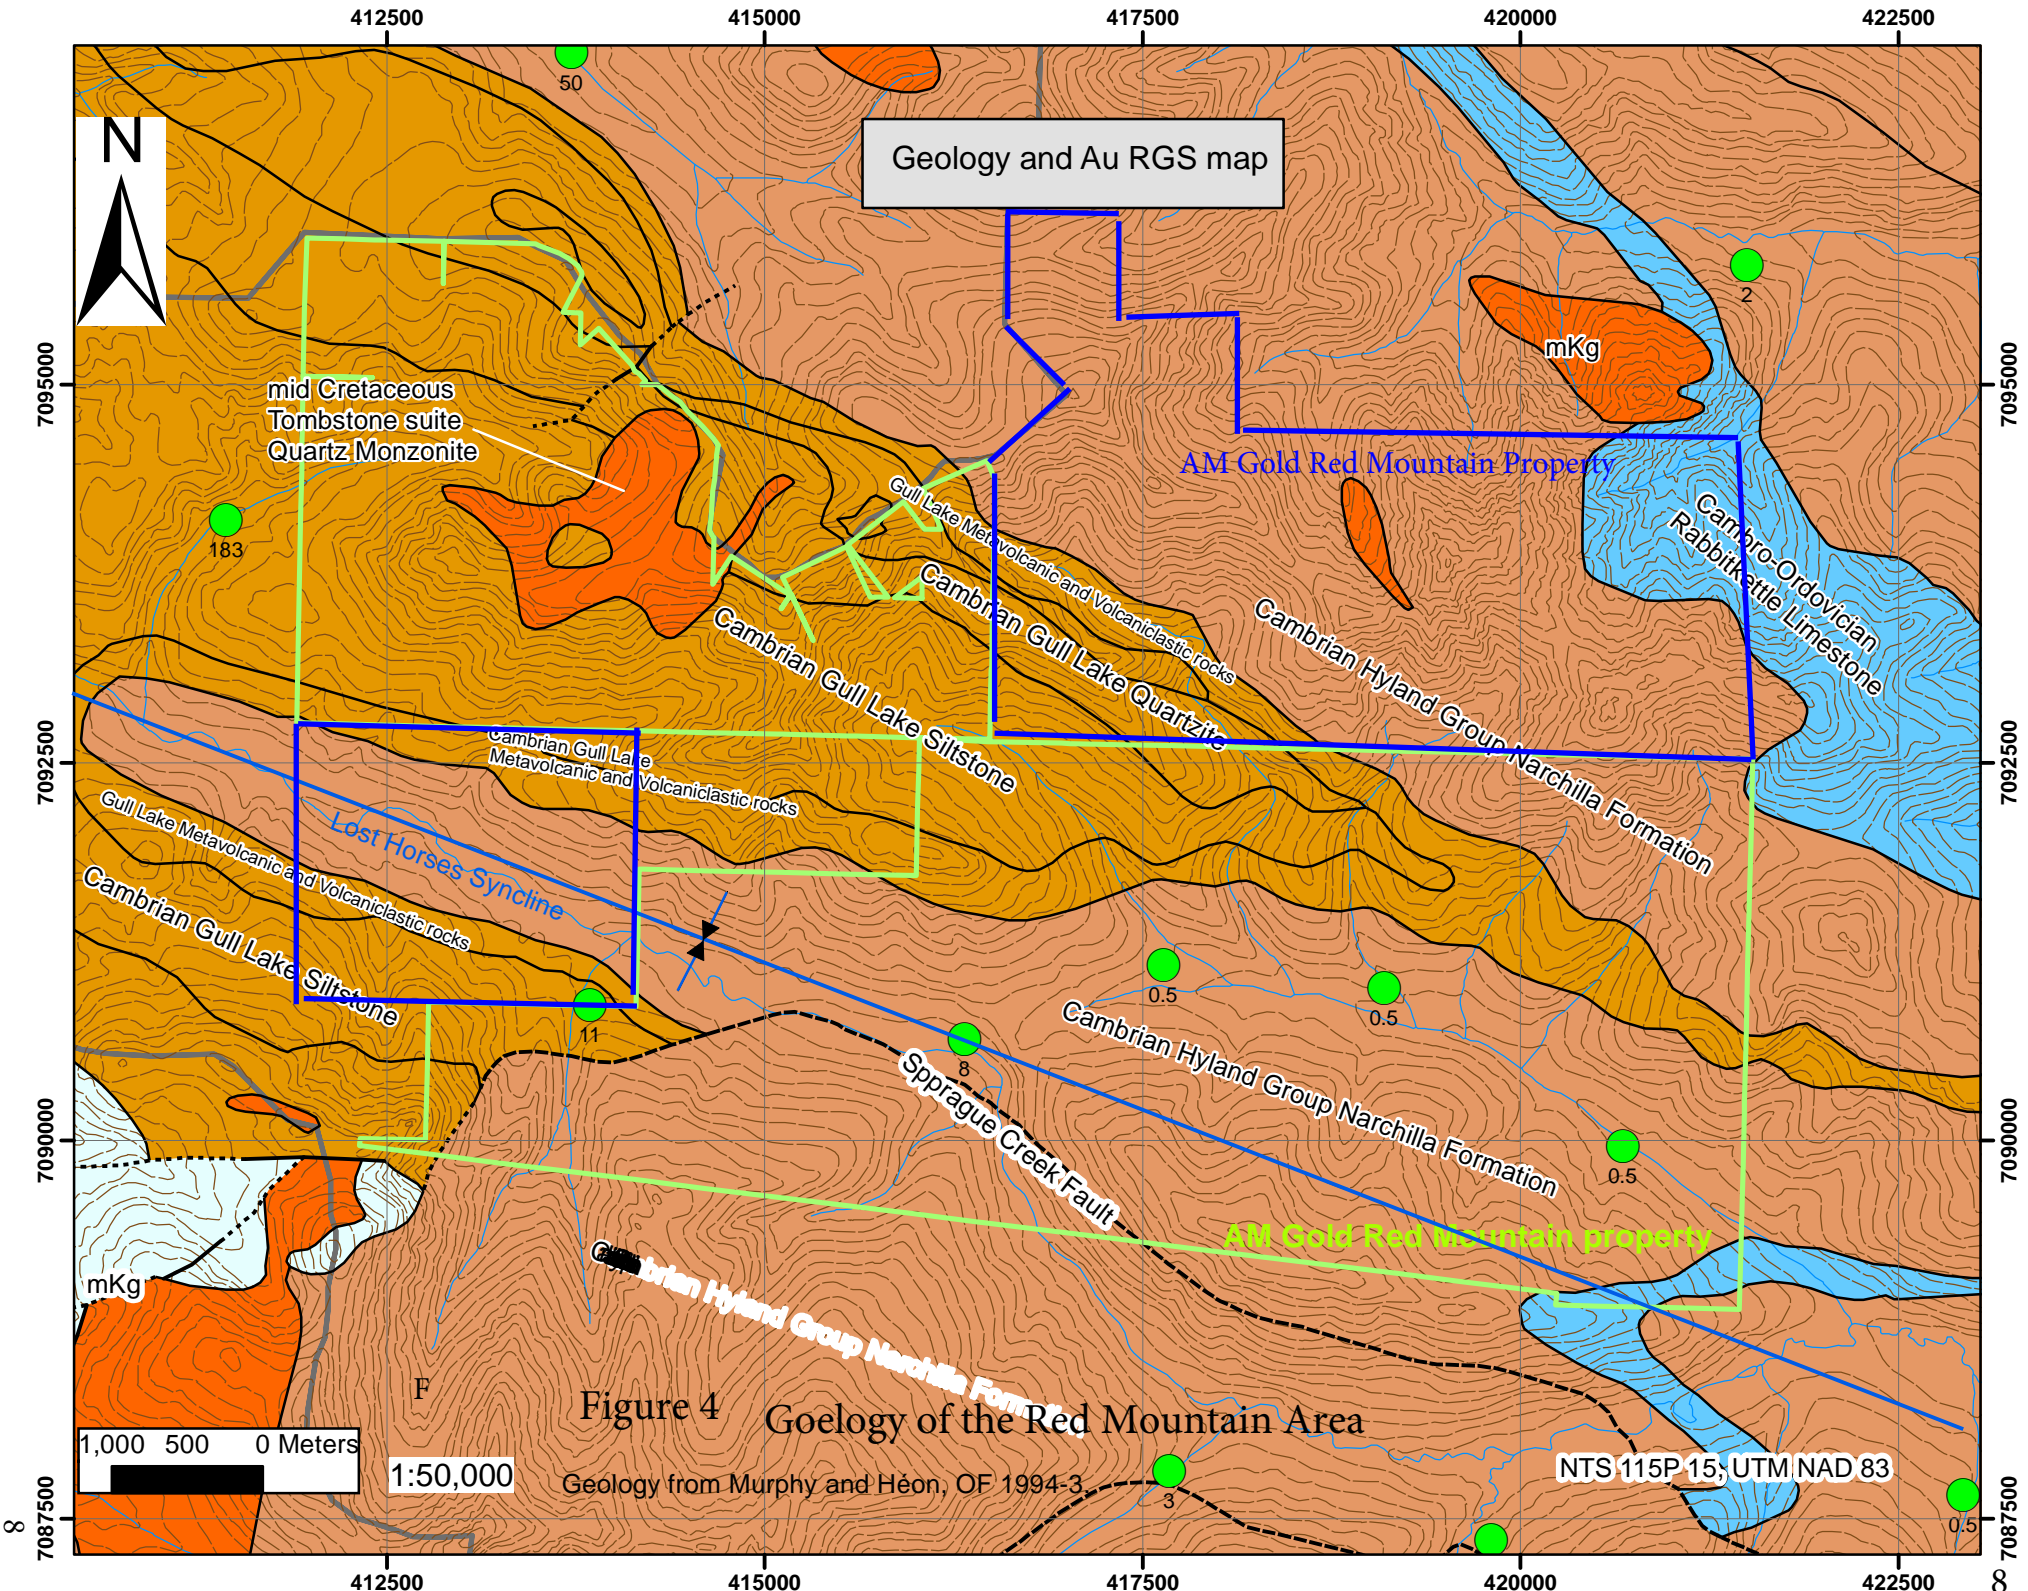 412500 415000 417500 420000 422500
50
N
Geology and Au RGS map
2
mKg
7095000
7095000
mid Cretaceous
Tombstone suite
Quartz Monzonite
AM Gold Red Mountain Property
183
Gull Lake Metavolcanic and Volcaniclastic rocks
Cambro-Ordovician
Rabbitkettle Limestone
Cambrian Gull Lake Quartzite
Cambrian Hyland Group Narchilla Formation
Cambrian Gull Lake Siltstone
7092500
7092500
Cambrian Gull Lake
Metavolcanic and Volcaniclastic rocks
Gull Lake Metavolcanic and Volcaniclastic rocks
Lost Horses Syncline
Cambrian Gull Lake Siltstone
11
0.5
0.5
8
Cambrian Hyland Group Narchilla Formation
Spprague Creek Fault
7090000
7090000
0.5
AM Gold Red Mountain property
mKg
brian Hyland Group Narchilla
F
Figure 4
Goelogy of the Red Mountain Area
1,000 500 0 Meters
1:50,000
Geology from Murphy and Héon, OF 1994-3.
3
NTS 115P 15, UTM NAD 83
0.5
7087500
7087500
8
412500 415000 417500 420000 422500
8